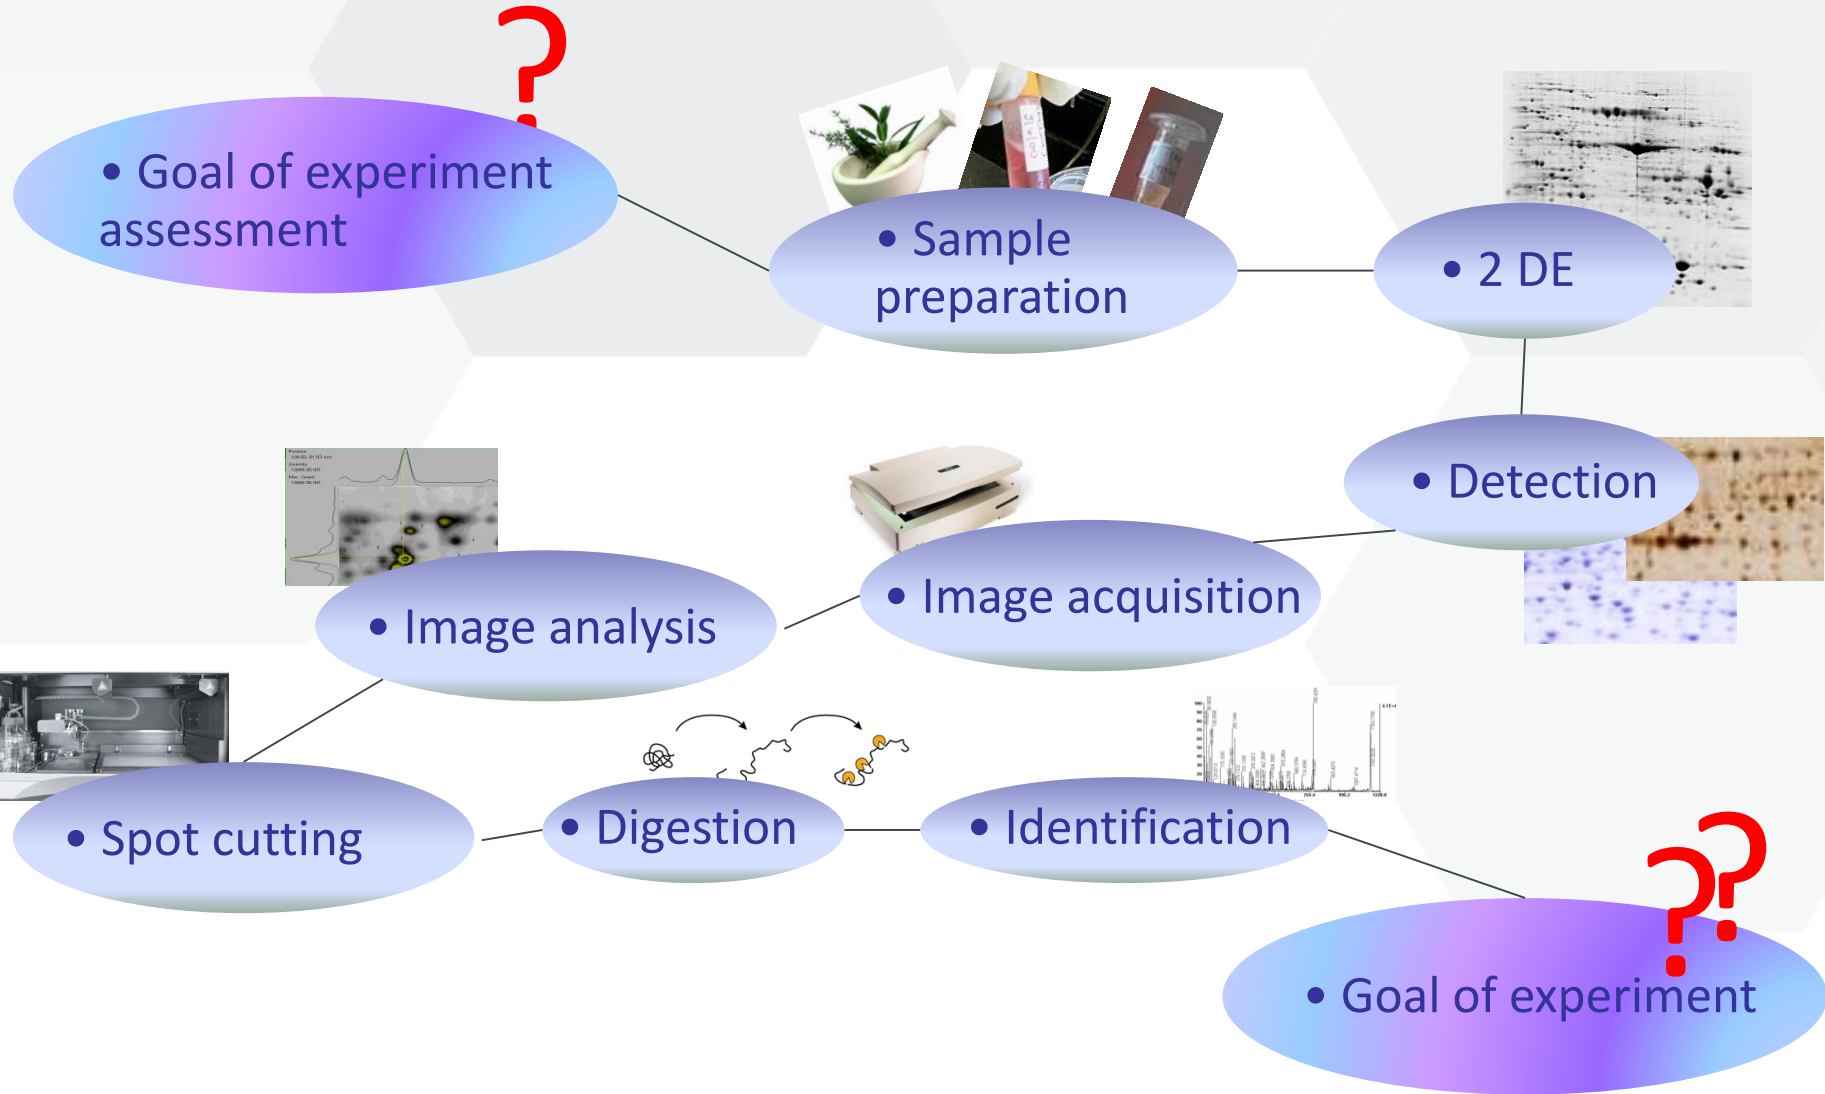 ?
• Goal of experiment
assessment
• Sample
preparation
• 2 DE
• Detection
• Image acquisition
• Image analysis
• Spot cutting
• Digestion
• Identification
??
• Goal of experiment